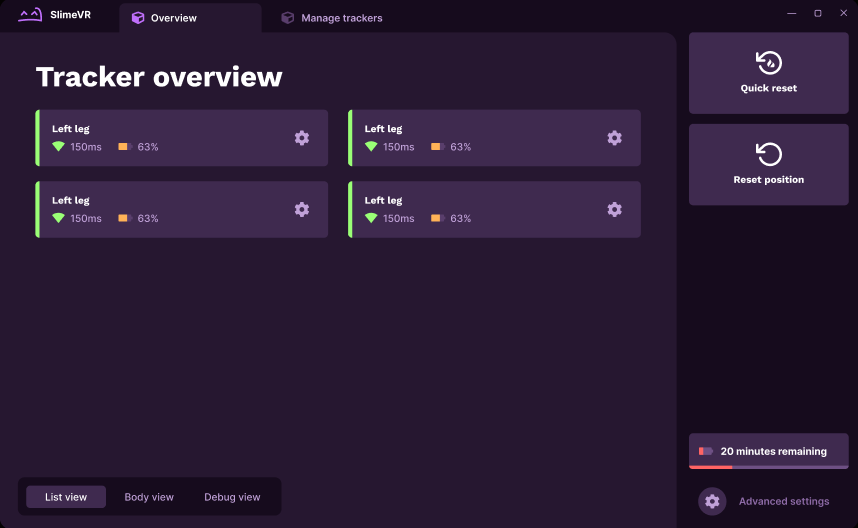 SlimeVR
Overview
Manage trackers
Tracker overview
Left leg
150ms 63%
Left leg
150ms 63%
Left leg
150ms 63%
Left leg
150ms 63%
Quick reset
Reset position
20 minutes remaining
Advanced settings
List view
Body view
Debug view